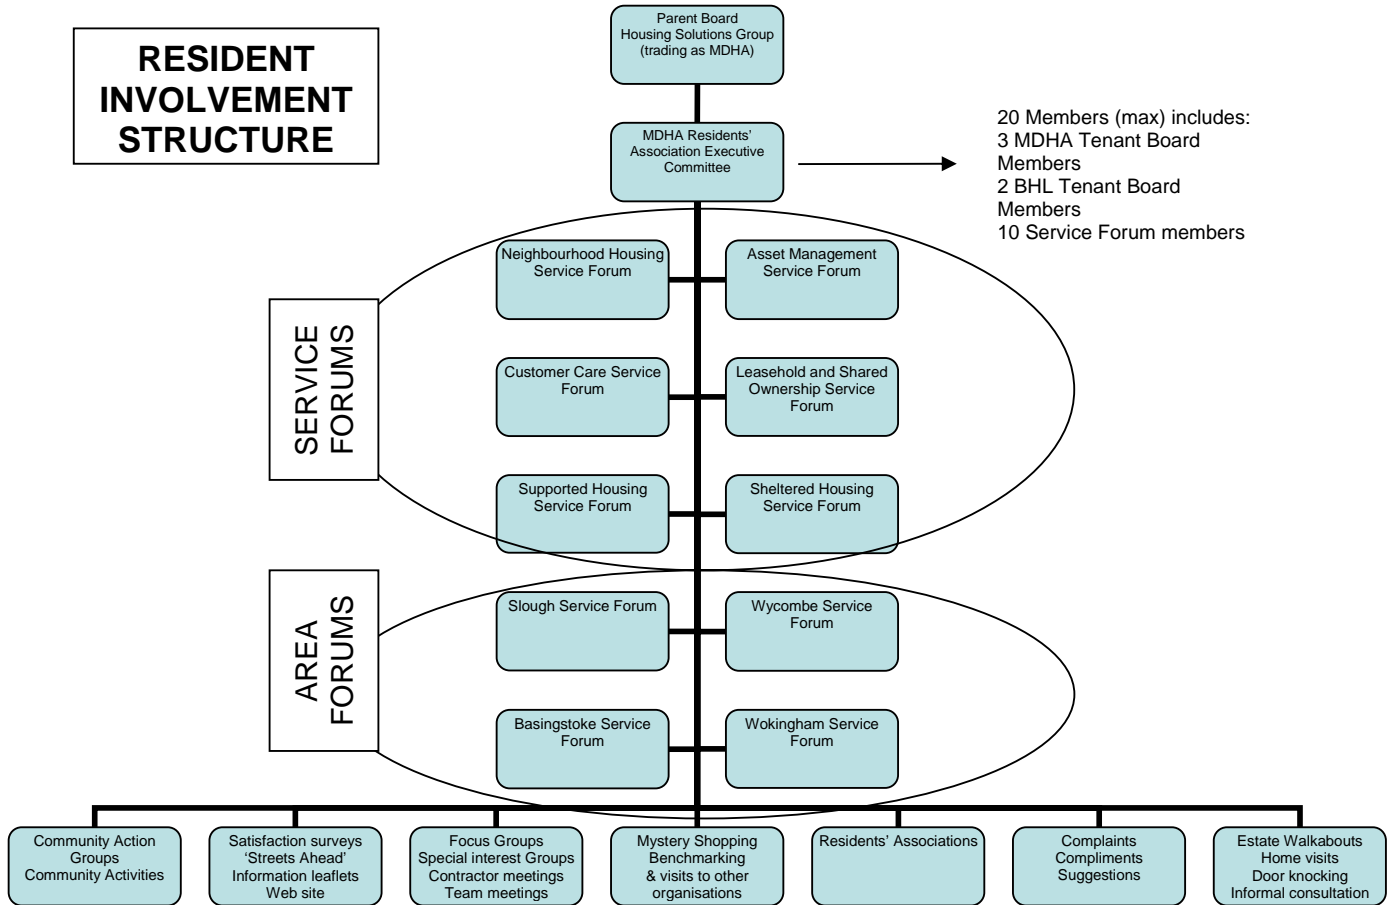 RESIDENT
INVOLVEMENT
STRUCTURE
Parent Board
Housing Solutions Group
(trading as MDHA)
MDHA Residents'
Association Executive
Committee
20 Members (max) includes:
3 MDHA Tenant Board
Members
2 BHL Tenant Board
Members
10 Service Forum members
SERVICE
FORUMS
Neighbourhood Housing
Service Forum
Asset Management
Service Forum
Customer Care Service
Forum
Leasehold and Shared
Ownership Service
Forum
Supported Housing
Service Forum
Sheltered Housing
Service Forum
AREA
FORUMS
Slough Service Forum
Wycombe Service
Forum
Basingstoke Service
Forum
Wokingham Service
Forum
Community Action
Groups
Community Activities
Satisfaction surveys
'Streets Ahead'
Information leaflets
Web site
Focus Groups
Special interest Groups
Contractor meetings
Team meetings
Mystery Shopping
Benchmarking
& visits to other
organisations
Residents' Associations
Complaints
Compliments
Suggestions
Estate Walkabouts
Home visits
Door knocking
Informal consultation